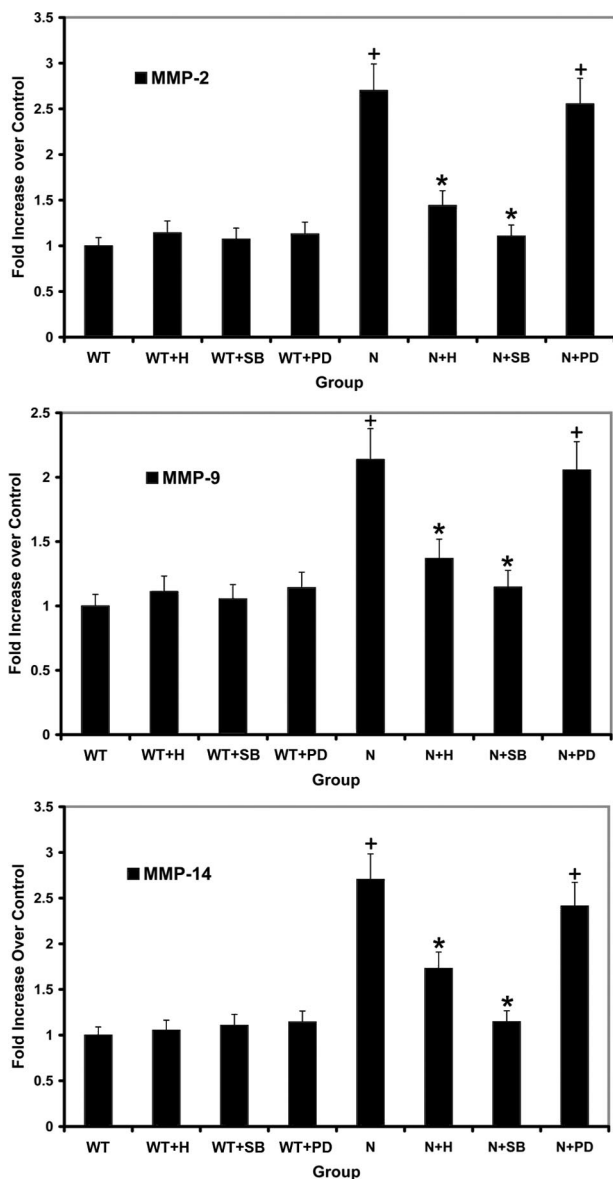 3.5
3
+
+
MMP-2
2.5
2
*
1.5
*
1
0.5
0
Fold Increase over Control
WT WT+H WT+SB WT+PD N N+H N+SB N+PD
Group
2.5
+
+
MMP-9
2
*
1.5
*
1
0.5
0
Fold Increase over Control
WT WT+H WT+SB WT+PD N N+H N+SB N+PD
Group
3.5
3
+
+
MMP-14
2.5
2
*
1.5
*
1
0.5
0
Fold Increase Over Control
WT WT+H WT+SB WT+PD N N+H N+SB N+PD
Group